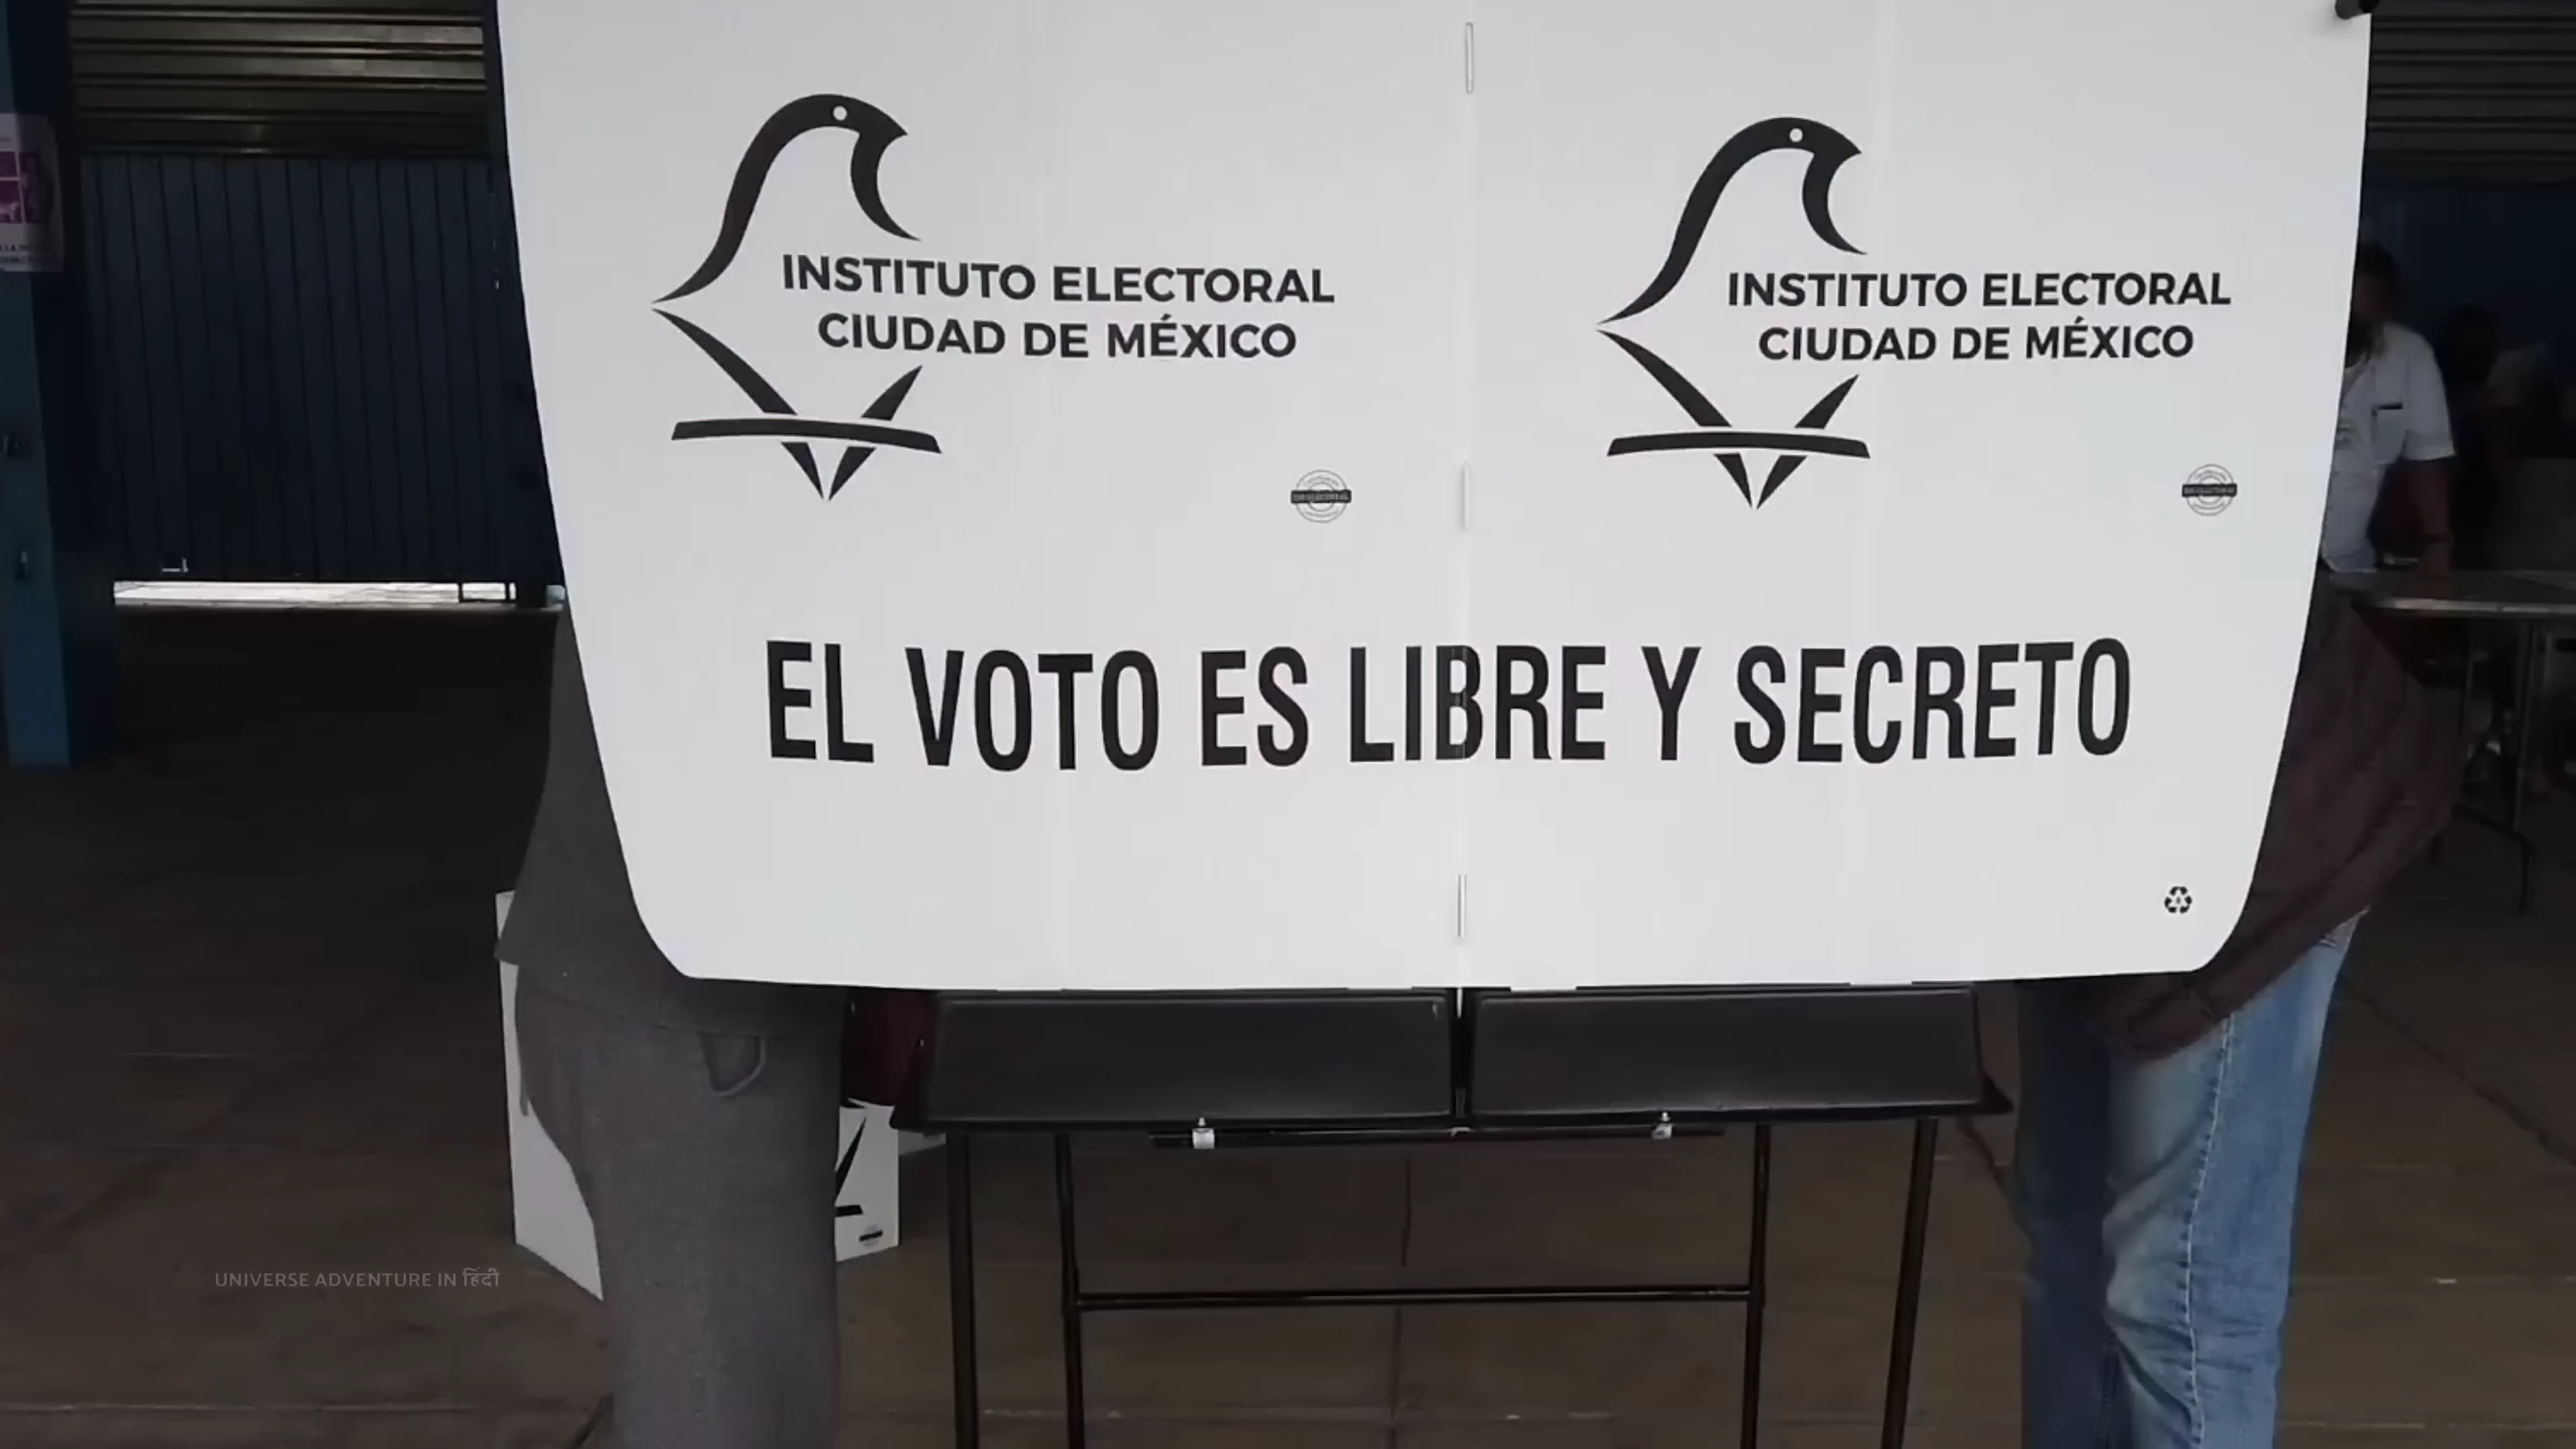 INSTITUTO ELECTORAL
CIUDAD DE MÉXICO
INSTITUTO ELECTORAL
CIUDAD DE MÉXICO
EL VOTO ES LIBRE Y SECRETO
UNIVERSE ADVENTURE IN हिंदी